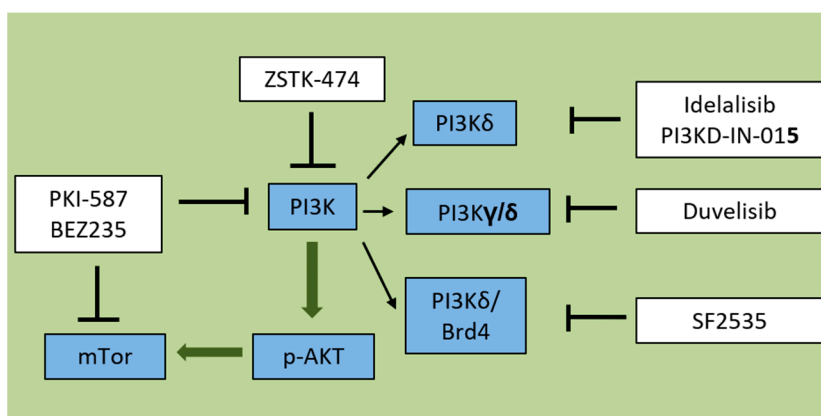 ZSTK-474
Idelalisib
PI3KD-IN-015
PI3Kδ
PKI-587
BEZ235
PI3K
PI3Kγ/δ
Duvelisib
PI3Kδ/
Brd4
SF2535
mTor
p-AKT